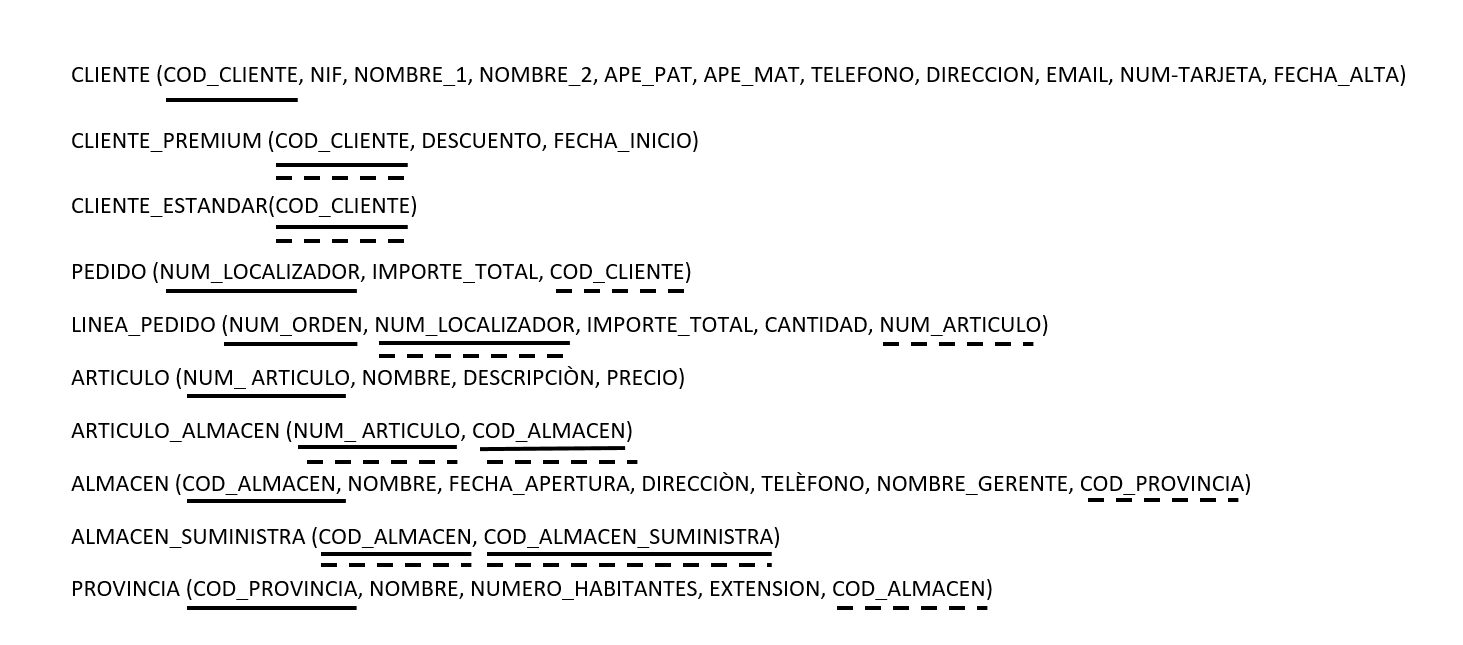 CLIENTE (COD_CLIENTE, NIF, NOMBRE_1, NOMBRE_2, APE_PAT, APE_MAT, TELEFONO, DIRECCION, EMAIL, NUM-TARJETA, FECHA_ALTA)
CLIENTE_PREMIUM (COD_CLIENTE, DESCUENTO, FECHA_INICIO)
CLIENTE_ESTANDAR(COD_CLIENTE)
PEDIDO (NUM_LOCALIZADOR, IMPORTE_TOTAL, COD_CLIENTE)
LINEA_PEDIDO (NUM_ORDEN, NUM_LOCALIZADOR, IMPORTE_TOTAL, CANTIDAD, NUM_ARTICULO)
ARTICULO (NUM_ ARTICULO, NOMBRE, DESCRIPCIÒN, PRECIO)
ARTICULO_ALMACEN (NUM_ ARTICULO, COD_ALMACEN)
ALMACEN (COD_ALMACEN, NOMBRE, FECHA_APERTURA, DIRECCIÒN, TELÈFONO, NOMBRE_GERENTE, COD_PROVINCIA)
ALMACEN_SUMINISTRA (COD_ALMACEN, COD_ALMACEN_SUMINISTRA)
PROVINCIA (COD_PROVINCIA, NOMBRE, NUMERO_HABITANTES, EXTENSION, COD_ALMACEN)